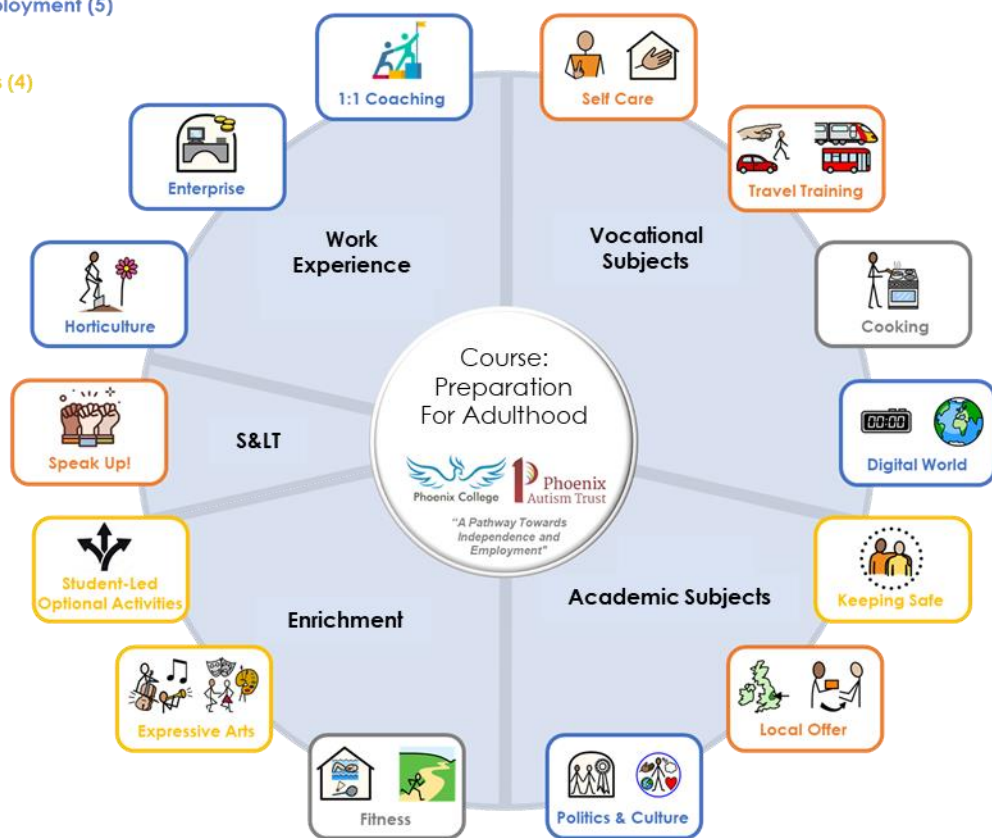 ployment (5)
s (4)
1:1 Coaching
Self Care
Enterprise
Travel Training
Work
Experience
Vocational
Subjects
Horticulture
Cooking
Course:
Preparation
For Adulthood
Phoenix College
Phoenix
Autism Trust
"A Pathway Towards
Independence and
Employment"
S&LT
Speak Up!
00:00
Digital World
Student-Led
Optional Activities
Keeping Safe
Enrichment
Academic Subjects
Expressive Arts
Local Offer
Fitness
Politics & Culture